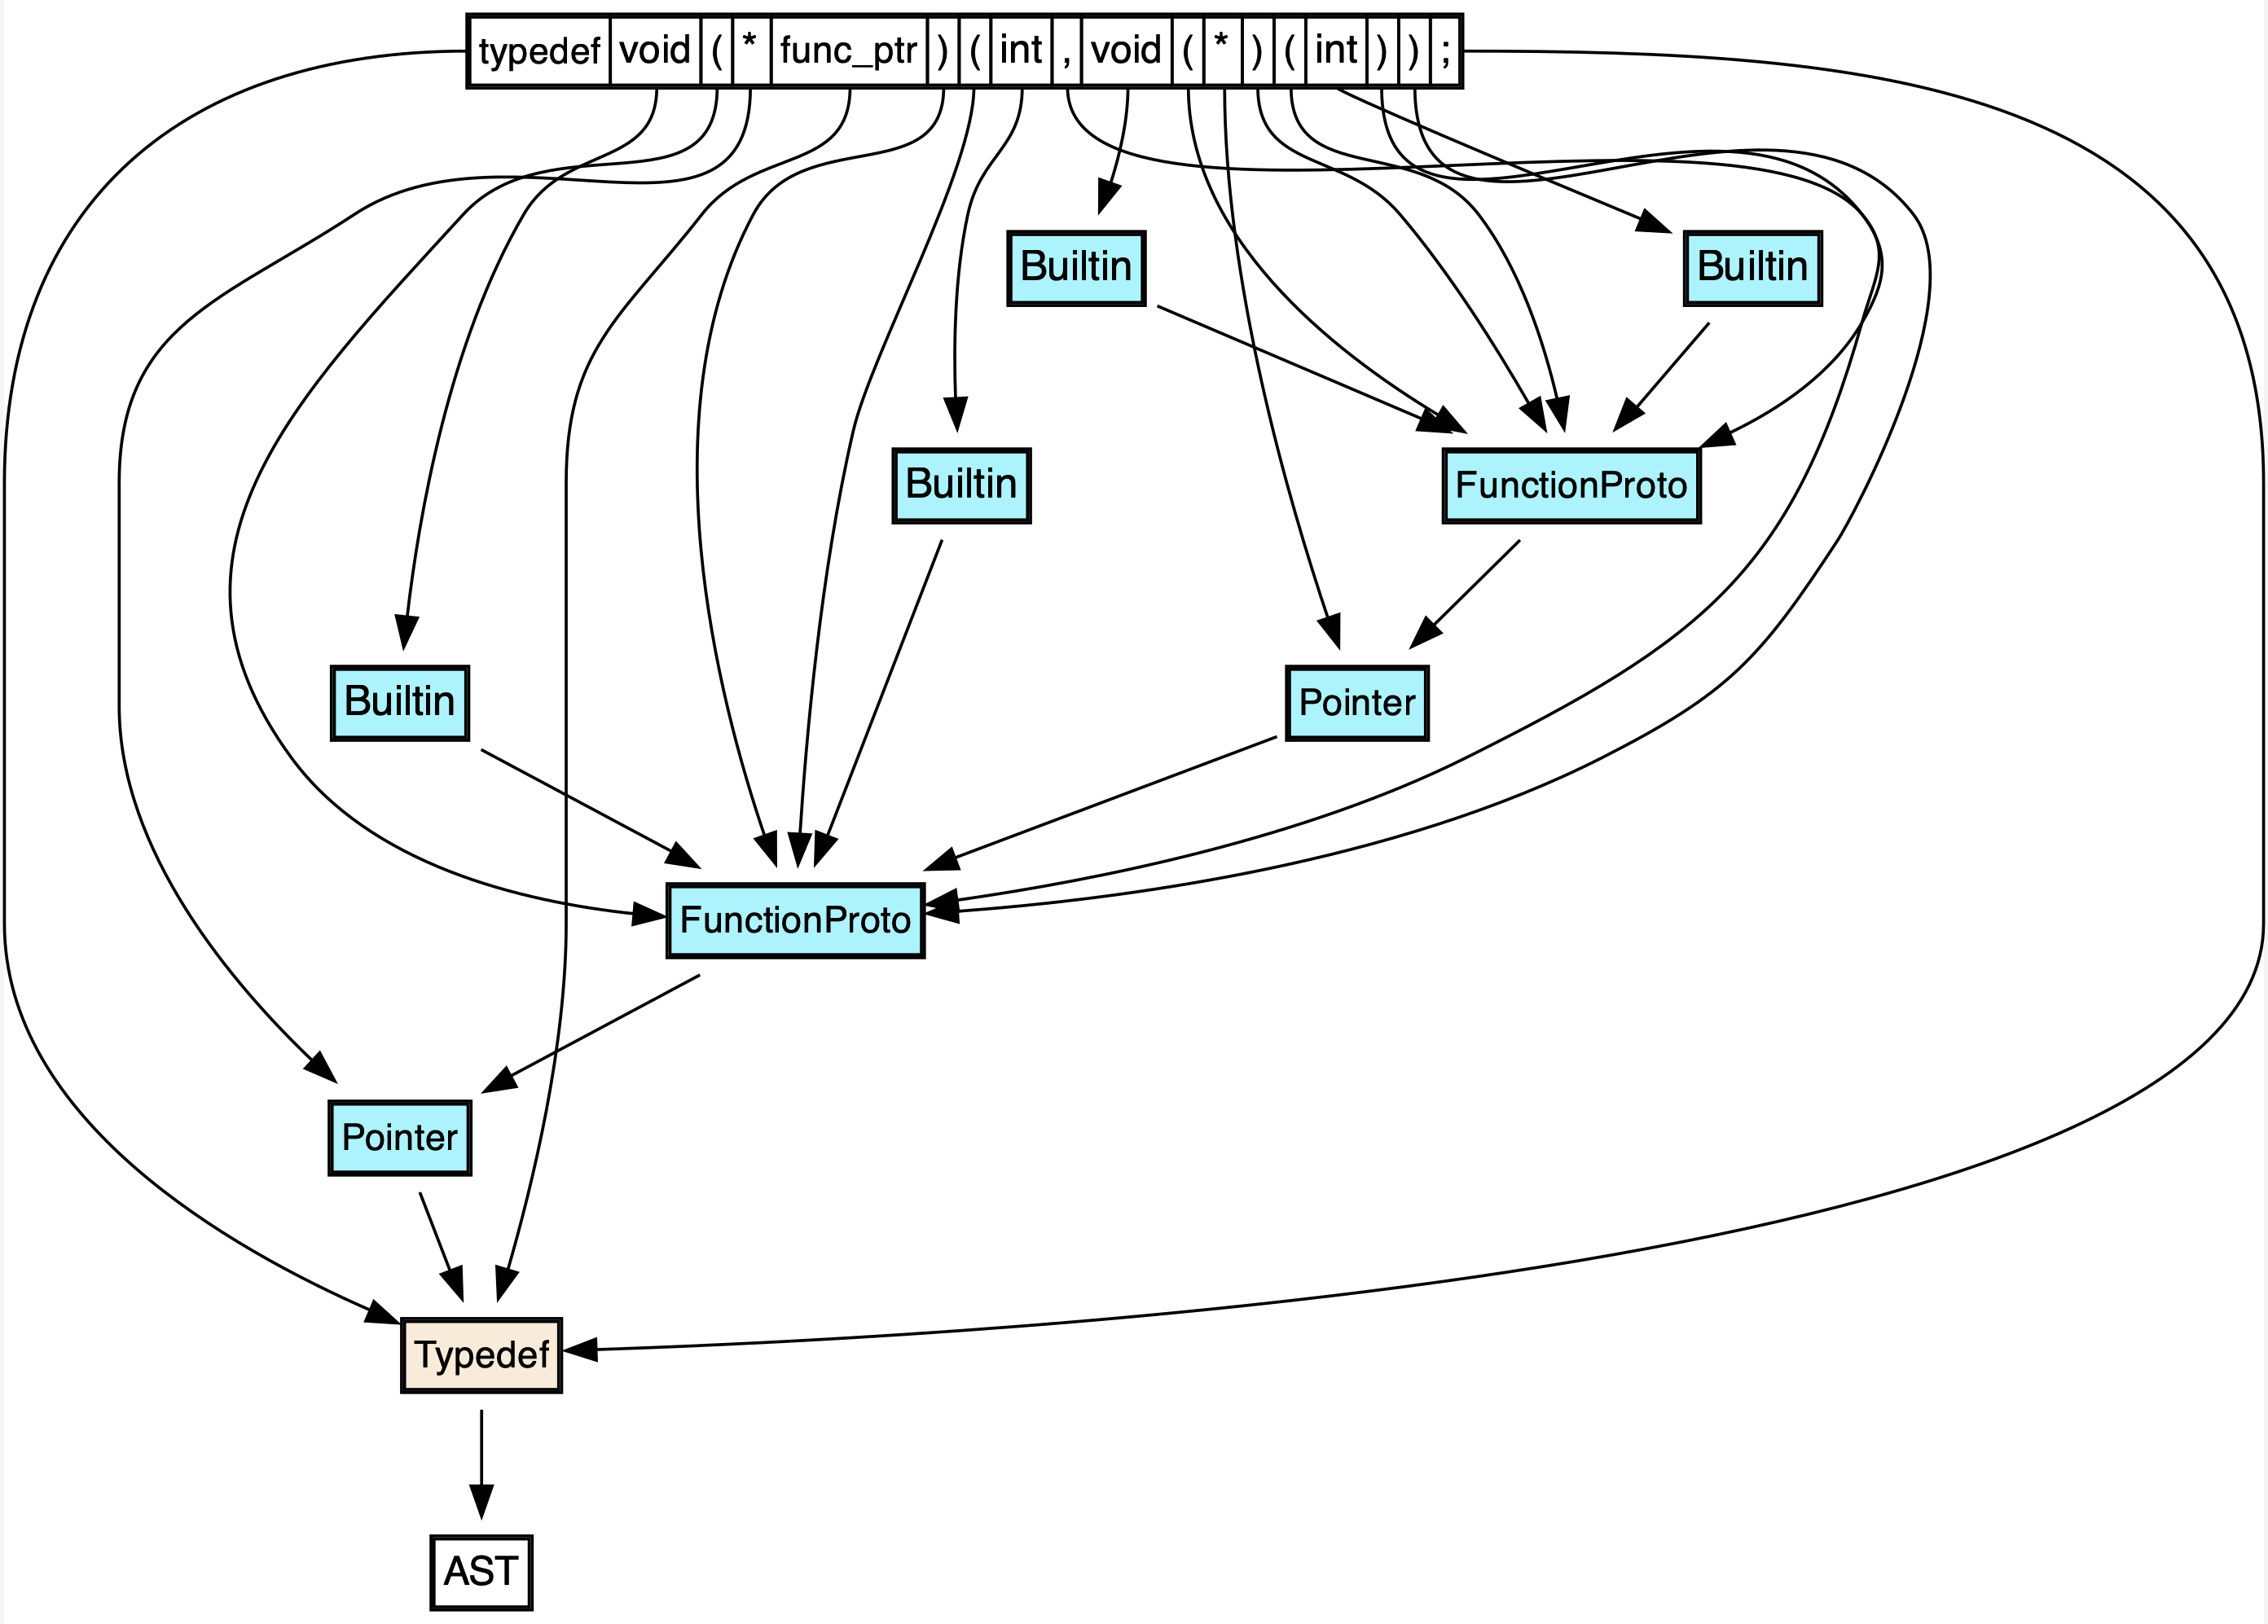 typedef void ( * func_ptr ) ( int , void ( * ) ( int ) ) ;
Builtin Builtin
Builtin FunctionProto
Builtin Pointer
FunctionProto
Pointer
Typedef
AST